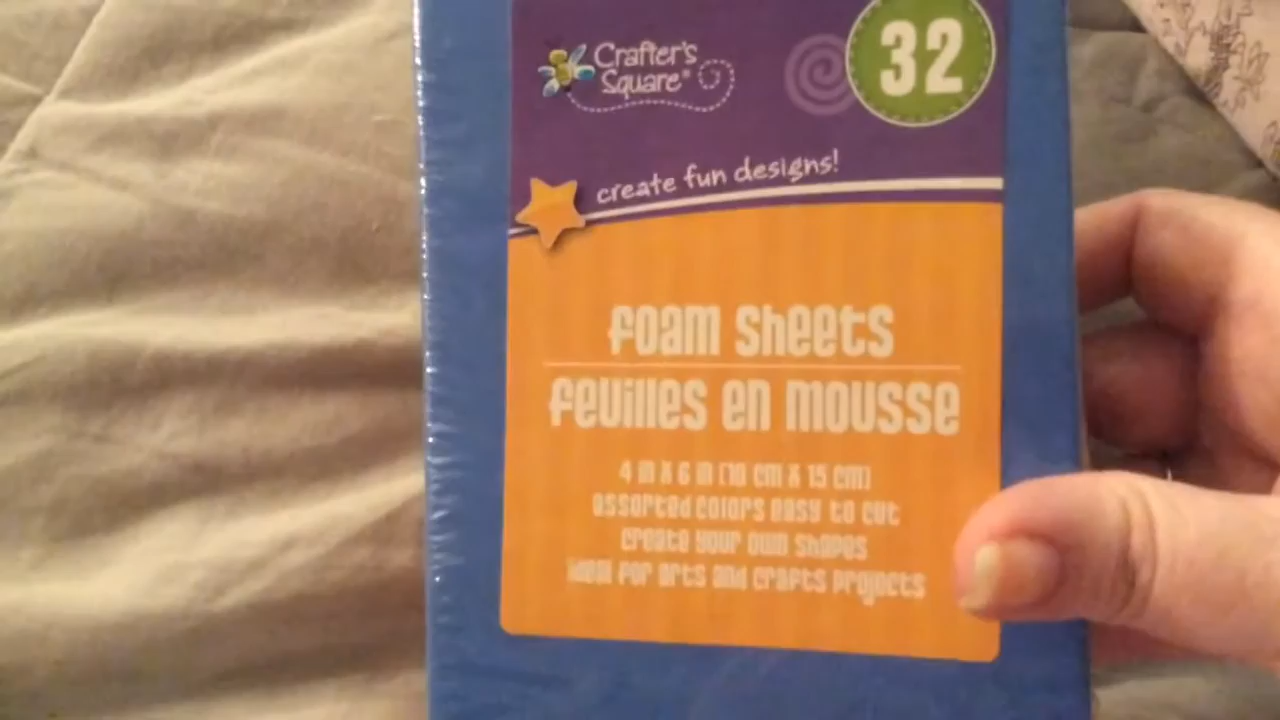 Crafter's
Square®
32
create fun designs!
foam sheets
feuilles en mousse
4 in x 6 in (10 cm x 15 cm)
assorted colors easy to cut
create your own shapes
ideal for arts and crafts projects